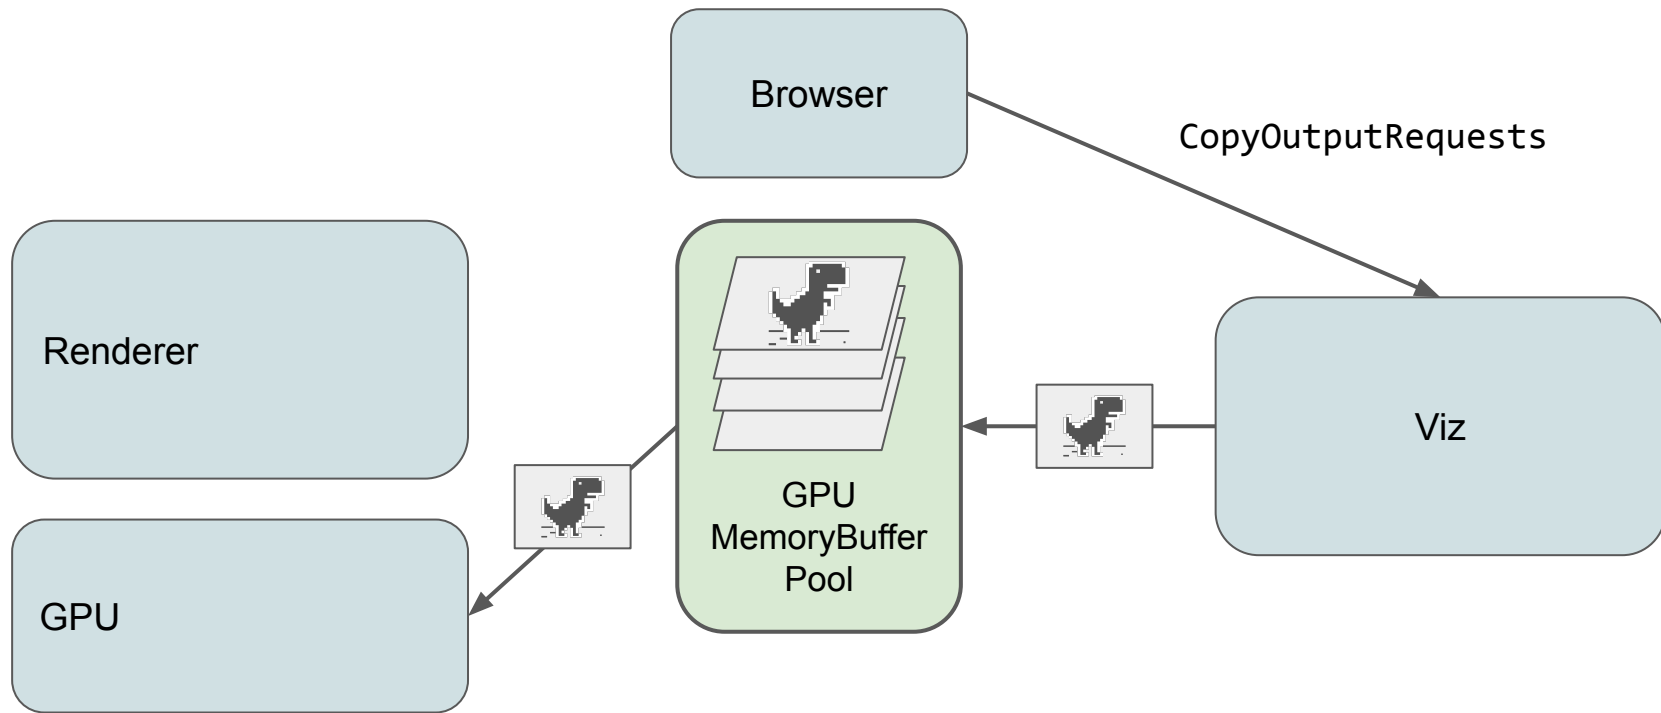 Browser
CopyOutputRequests
Renderer
Viz
GPU
MemoryBuffer
Pool
GPU